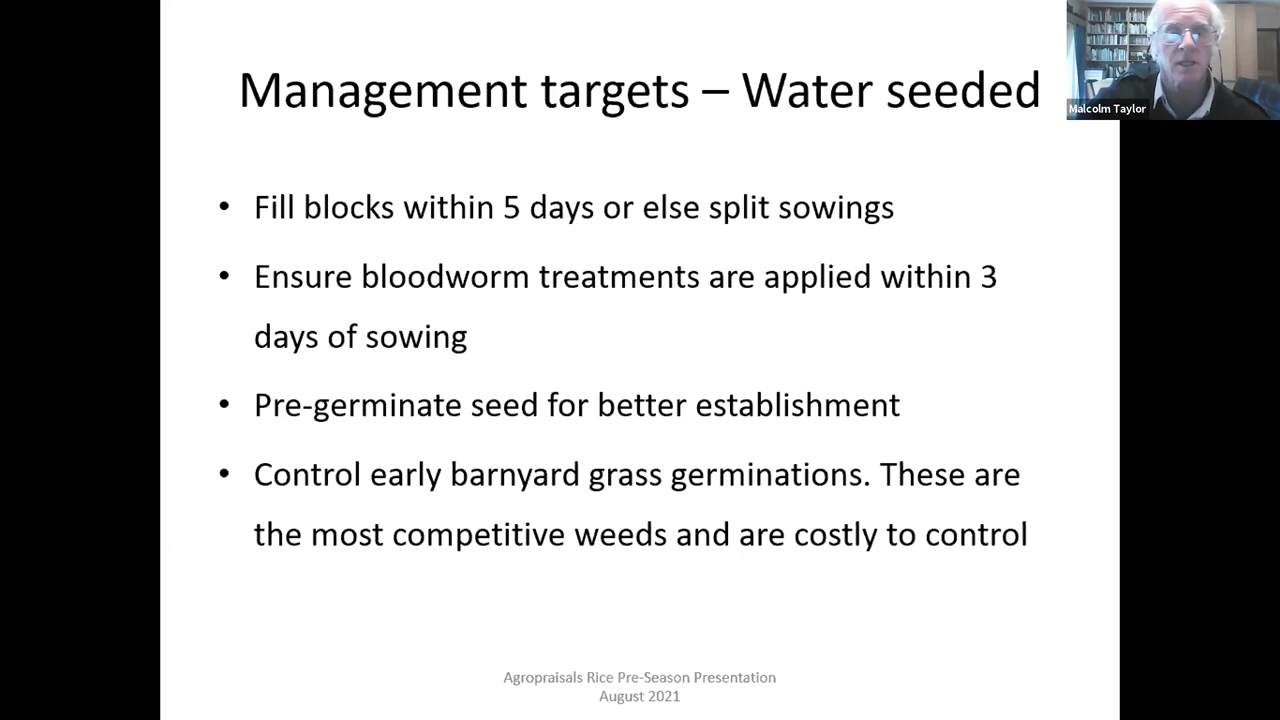 Management targets – Water seeded
Malcolm Taylor
• Fill blocks within 5 days or else split sowings
• Ensure bloodworm treatments are applied within 3
days of sowing
• Pre-germinate seed for better establishment
• Control early barnyard grass germinations. These are
the most competitive weeds and are costly to control
Agropraisals Rice Pre-Season Presentation
August 2021